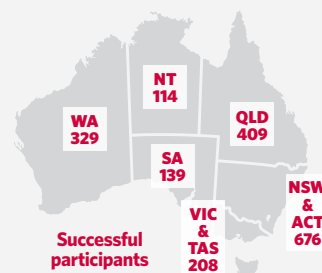 NT
114
WA
329
QLD
409
SA
139
NSW
&
ACT
676
VIC
&
TAS
208
Successful
participants